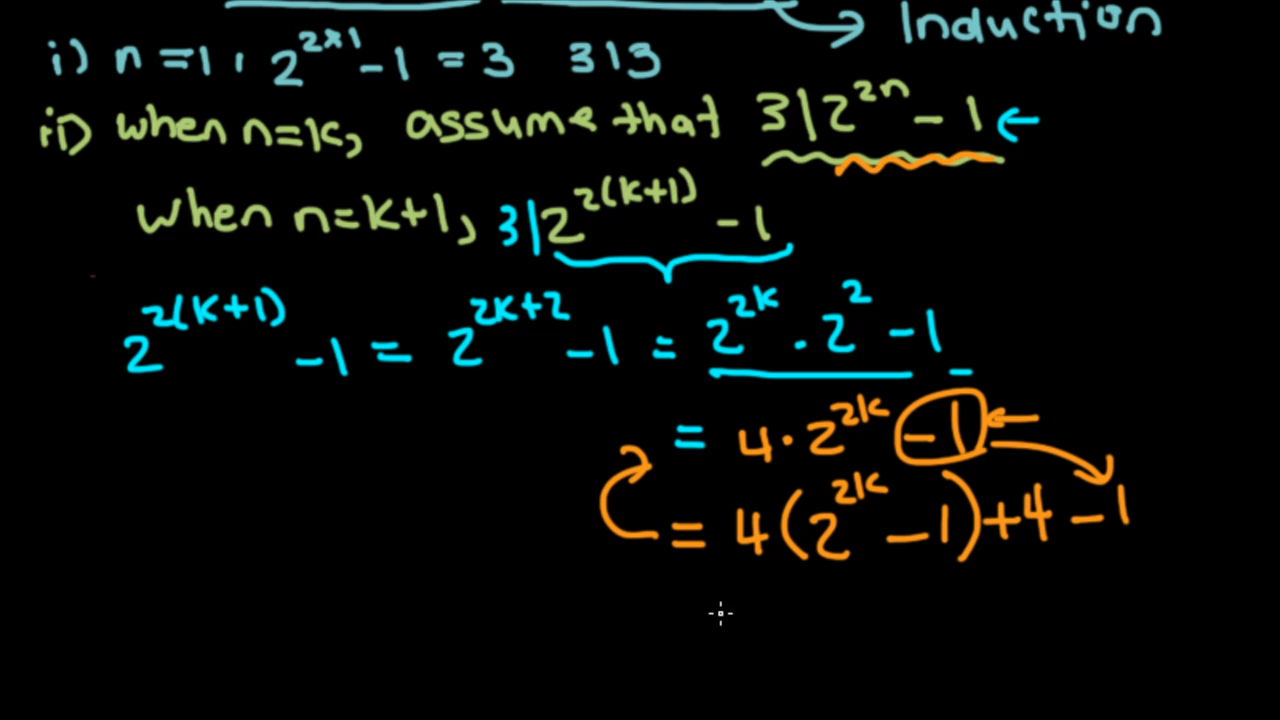 Induction
i) n = 1 . 2^{2×1} - 1 = 3 3|3
ii) when n=k, assume that 3|2^{2n} - 1 ←
when n=k+1, 3|2^{2(k+1)} - 1
2^{2(k+1)} - 1 = 2^{2k+2} - 1 = 2^{2k} · 2^2 - 1
= 4 · 2^{2k} - 1
= 4(2^{2k} - 1) + 4 - 1